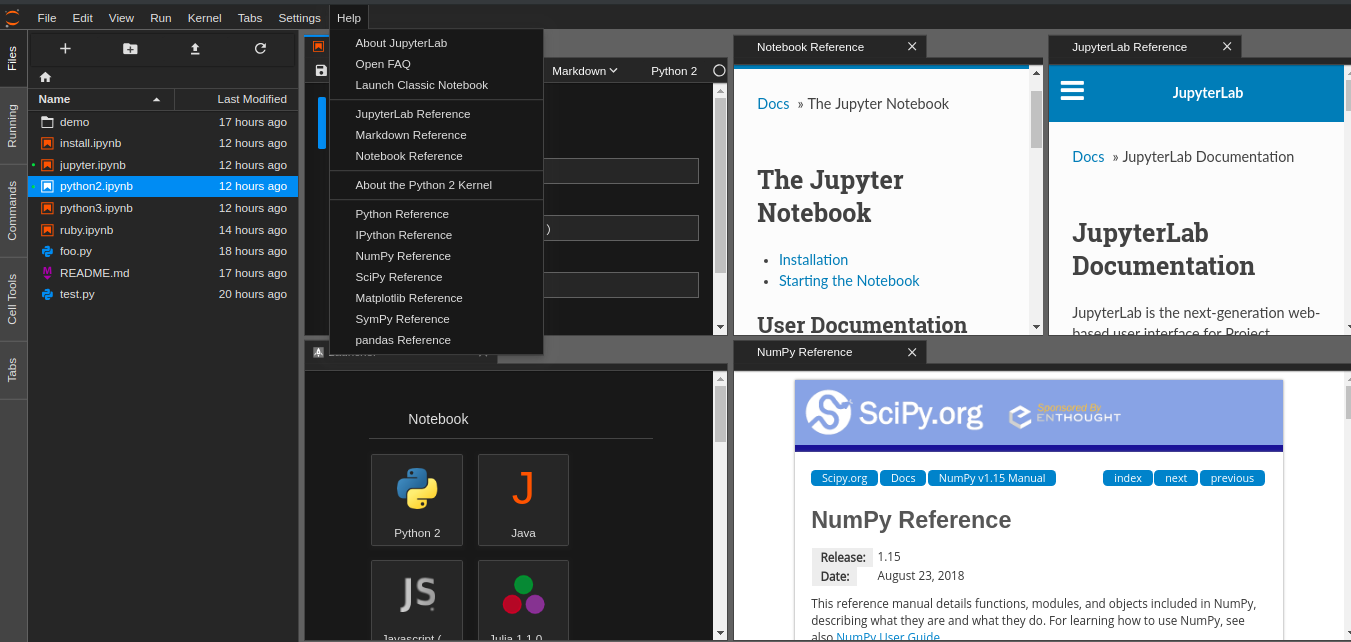 File Edit View Run Kernel Tabs Settings Help
Files
Running
Commands
Cell Tools
Tabs
Name Last Modified
demo 17 hours ago
install.ipynb 12 hours ago
jupyter.ipynb 12 hours ago
python2.ipynb 12 hours ago
python3.ipynb 12 hours ago
ruby.ipynb 14 hours ago
foo.py 18 hours ago
README.md 17 hours ago
test.py 20 hours ago
About JupyterLab
Open FAQ
Launch Classic Notebook
JupyterLab Reference
Markdown Reference
Notebook Reference
About the Python 2 Kernel
Python Reference
IPython Reference
NumPy Reference
SciPy Reference
Matplotlib Reference
SymPy Reference
pandas Reference
Markdown Python 2
)
Notebook
Python 2 Java
JS
Javascript ( Julia 1.1.0
Notebook Reference
Docs » The Jupyter Notebook
The Jupyter
Notebook
• Installation
• Starting the Notebook
User Documentation
JupyterLab Reference
JupyterLab
Docs » JupyterLab Documentation
JupyterLab
Documentation
JupyterLab is the next-generation web-
based user interface for Project
NumPy Reference
SciPy.org Sponsored By
ENTHOUGHT
Scipy.org Docs NumPy v1.15 Manual index next previous
NumPy Reference
Release: 1.15
Date: August 23, 2018
This reference manual details functions, modules, and objects included in NumPy,
describing what they are and what they do. For learning how to use NumPy, see
also NumPy User Guide.